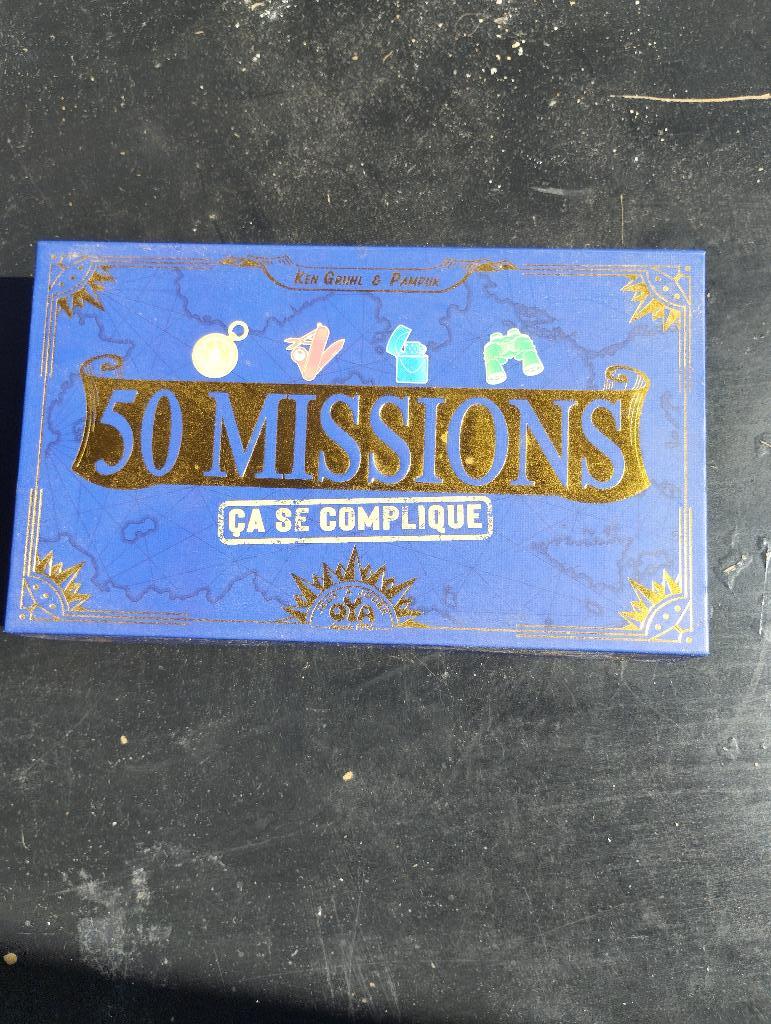 KEN GRUHL & PAMPUK
50 MISSIONS
ÇA SE COMPLIQUE
OYA